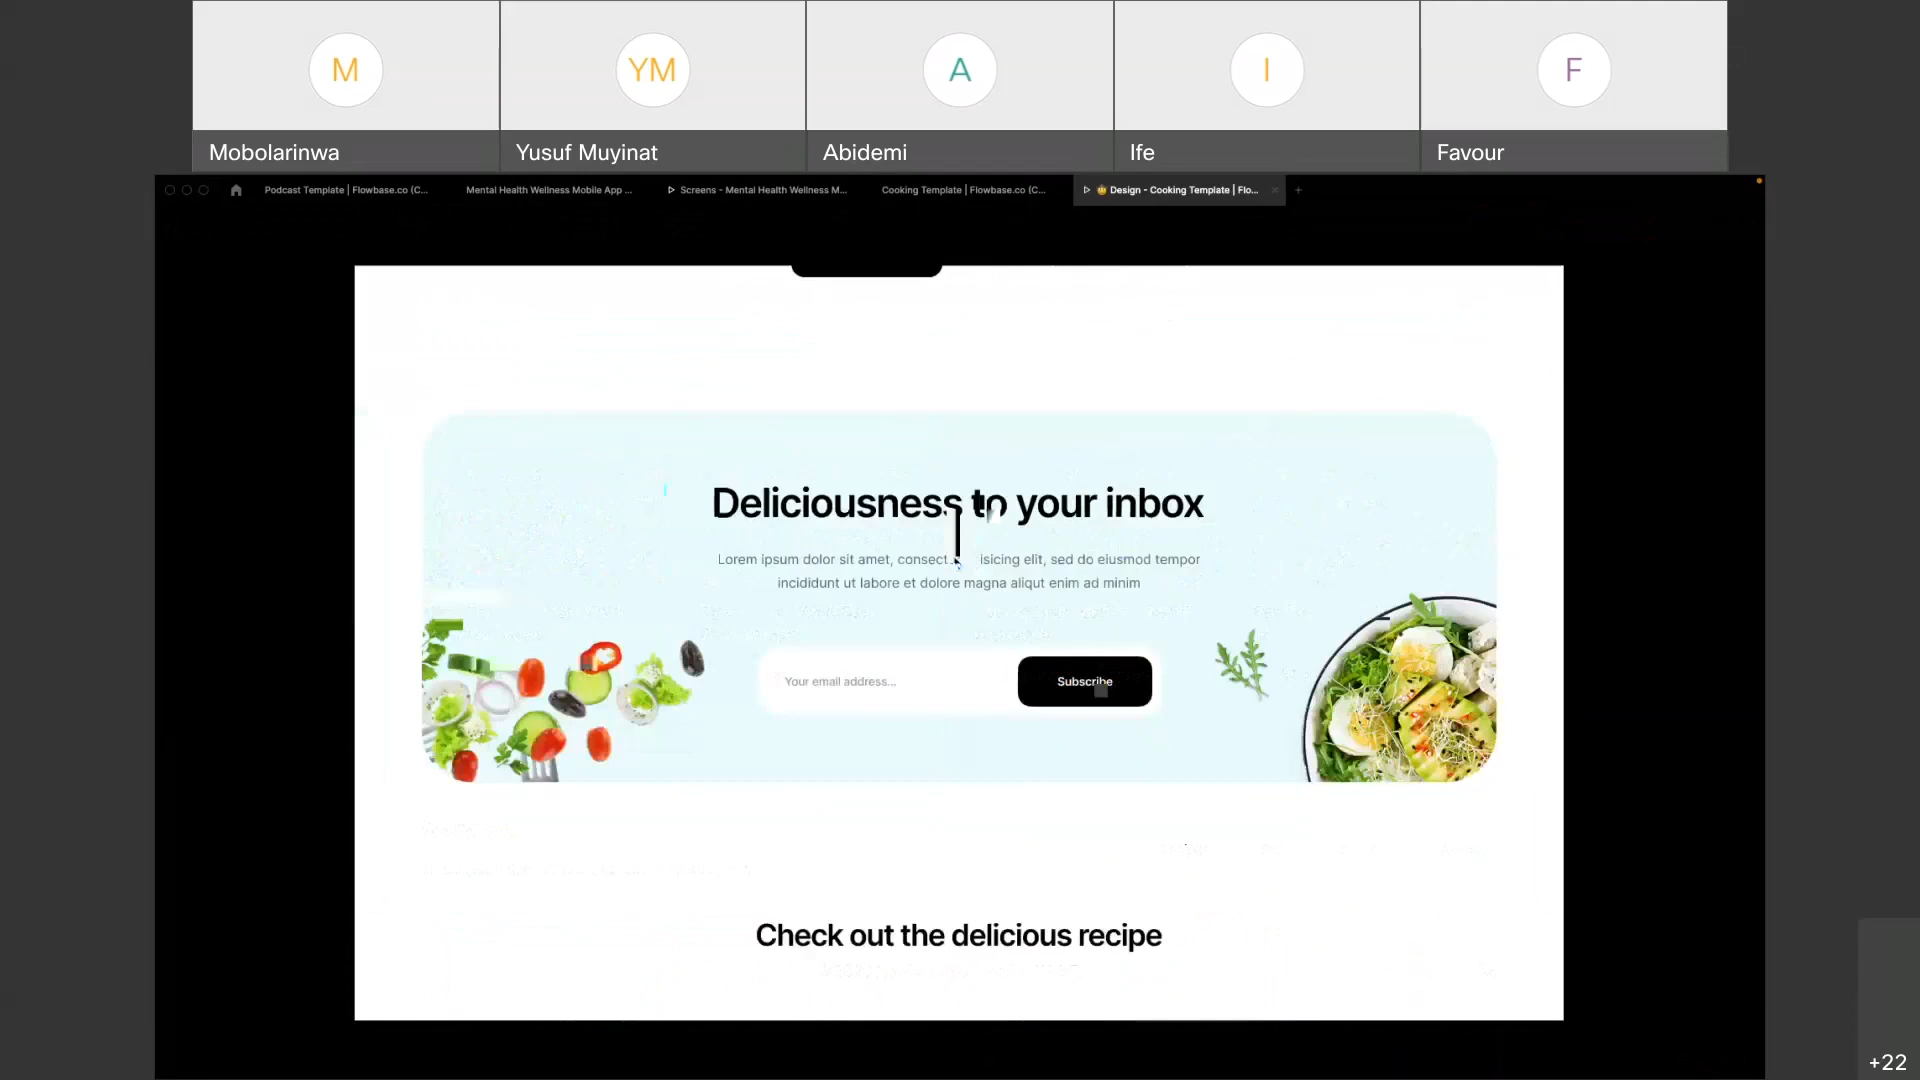 M
YM
A
I
F
Mobolarinwa
Yusuf Muyinat
Abidemi
Ife
Favour
Podcast Template | Flowbase.co (C...
Mental Health Wellness Mobile App ...
Screens - Mental Health Wellness M...
Cooking Template | Flowbase.co (C...
Design - Cooking Template | Flo...
Deliciousness to your inbox
Lorem ipsum dolor sit amet, consect isicing elit, sed do eiusmod tempor
incididunt ut labore et dolore magna aliqut enim ad minim
Your email address...
Subscribe
Check out the delicious recipe
+22